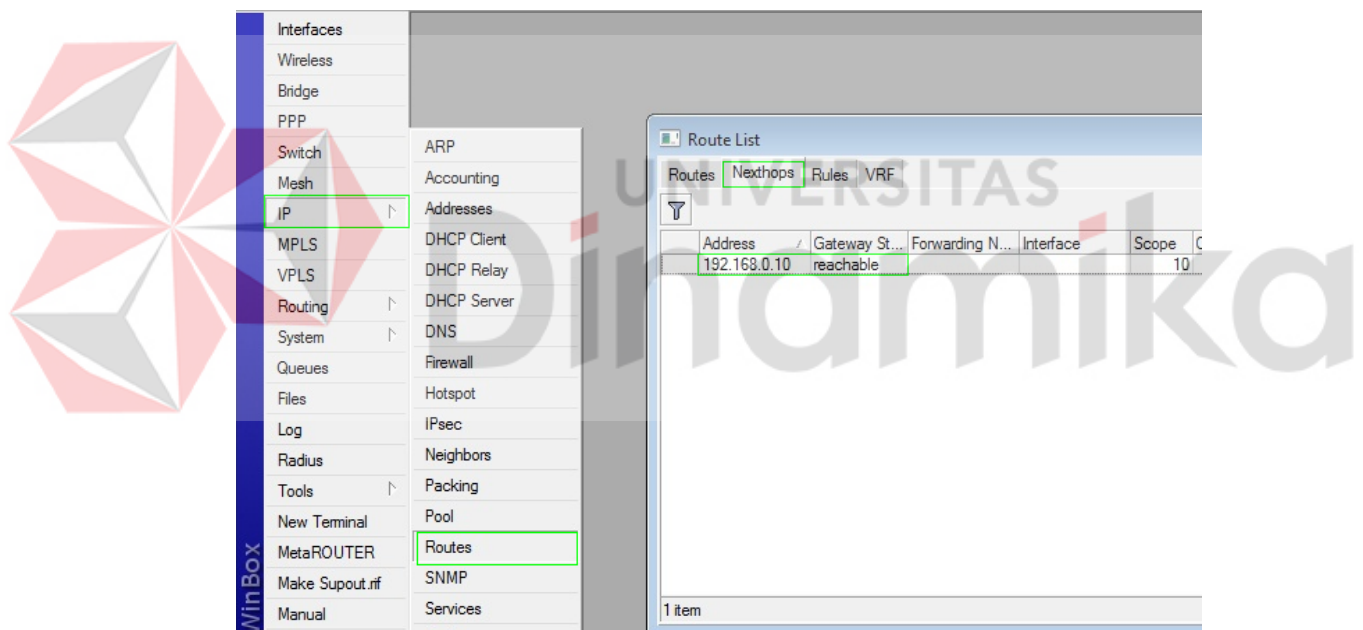 Interfaces
Wireless
Bridge
PPP
Switch
Mesh
IP
MPLS
VPLS
Routing
System
Queues
Files
Log
Radius
Tools
New Terminal
MetaROUTER
Make Supout.rif
Manual
WinBox
ARP
Accounting
Addresses
DHCP Client
DHCP Relay
DHCP Server
DNS
Firewall
Hotspot
IPsec
Neighbors
Packing
Pool
Routes
SNMP
Services
Route List
Routes Nexthops Rules VRF
Address Gateway St... Forwarding N... Interface Scope
192.168.0.10 reachable 10
1 item
UNIVERSITAS
Dinamika